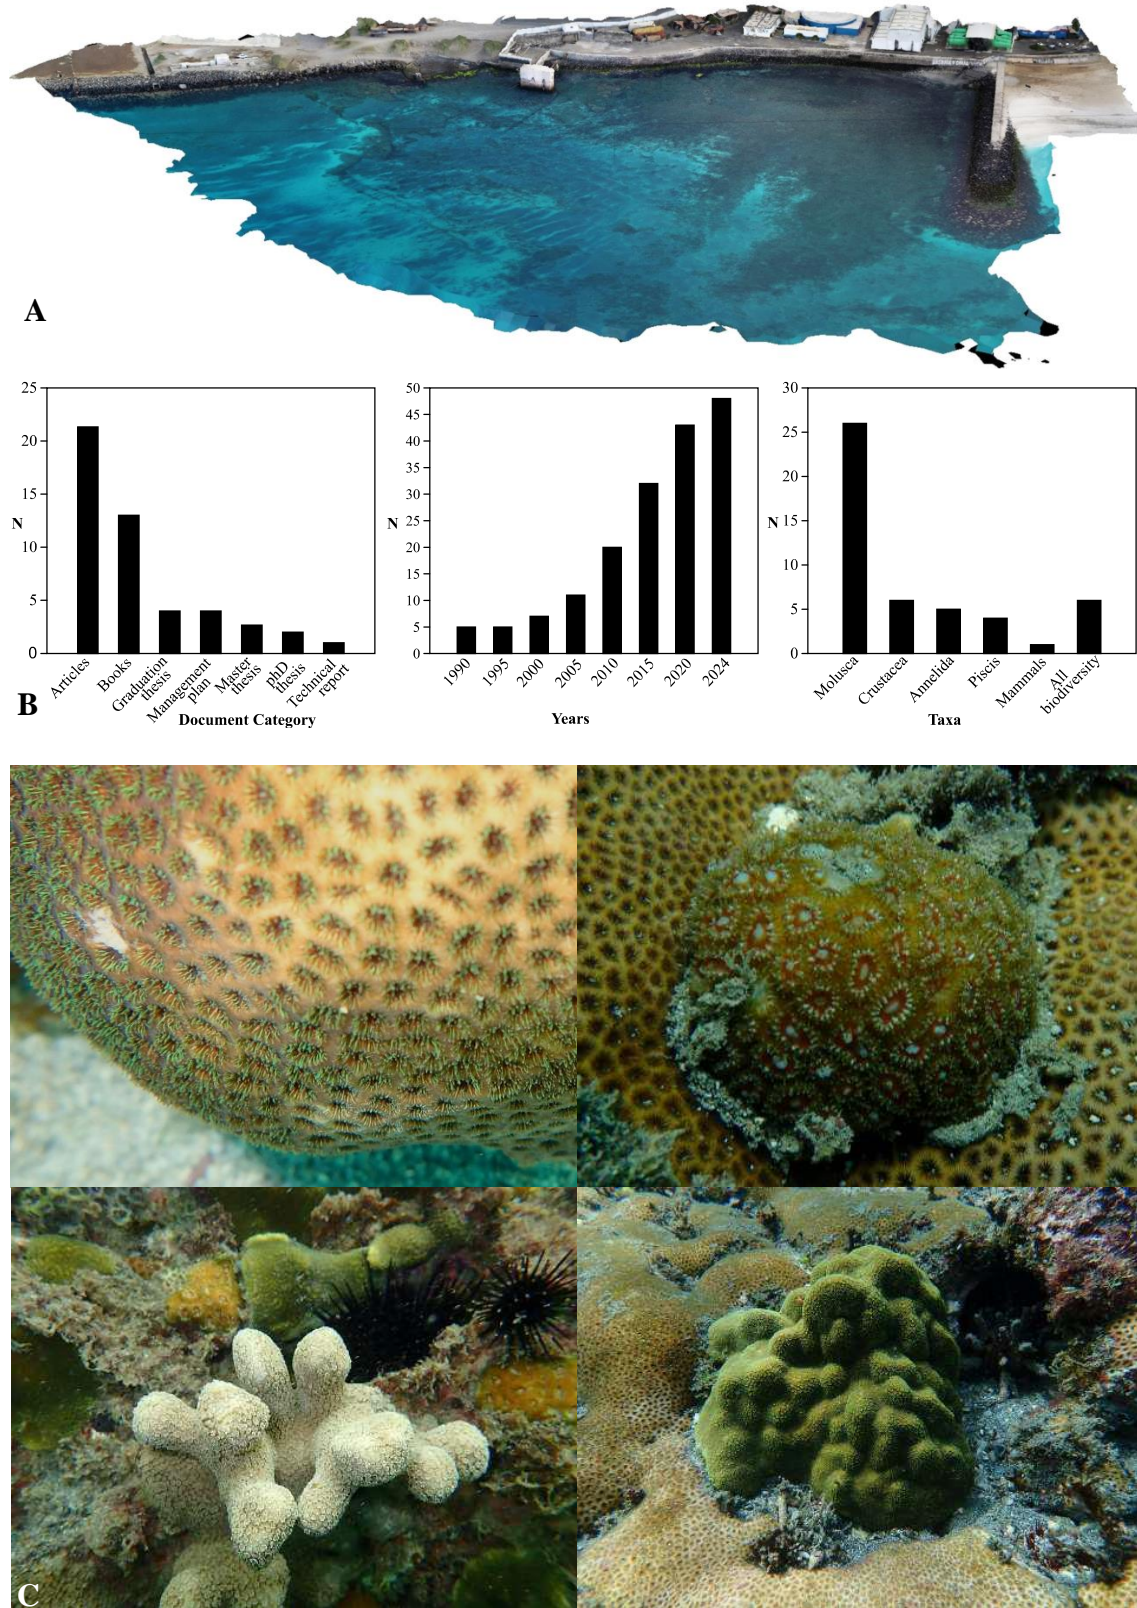 A
25
20
15
10
5
0
N
Articles
Books
Graduation
thesis
Management
plan
Master
thesis
phD
thesis
Technical
report
Document Category
50
45
40
35
30
25
20
15
10
5
0
N
1990
1995
2000
2005
2010
2015
2020
2024
Years
30
25
20
15
10
5
0
N
Molusca
Crustacea
Annelida
Piscis
Mammals
All
biodiversity
Taxa
B
C